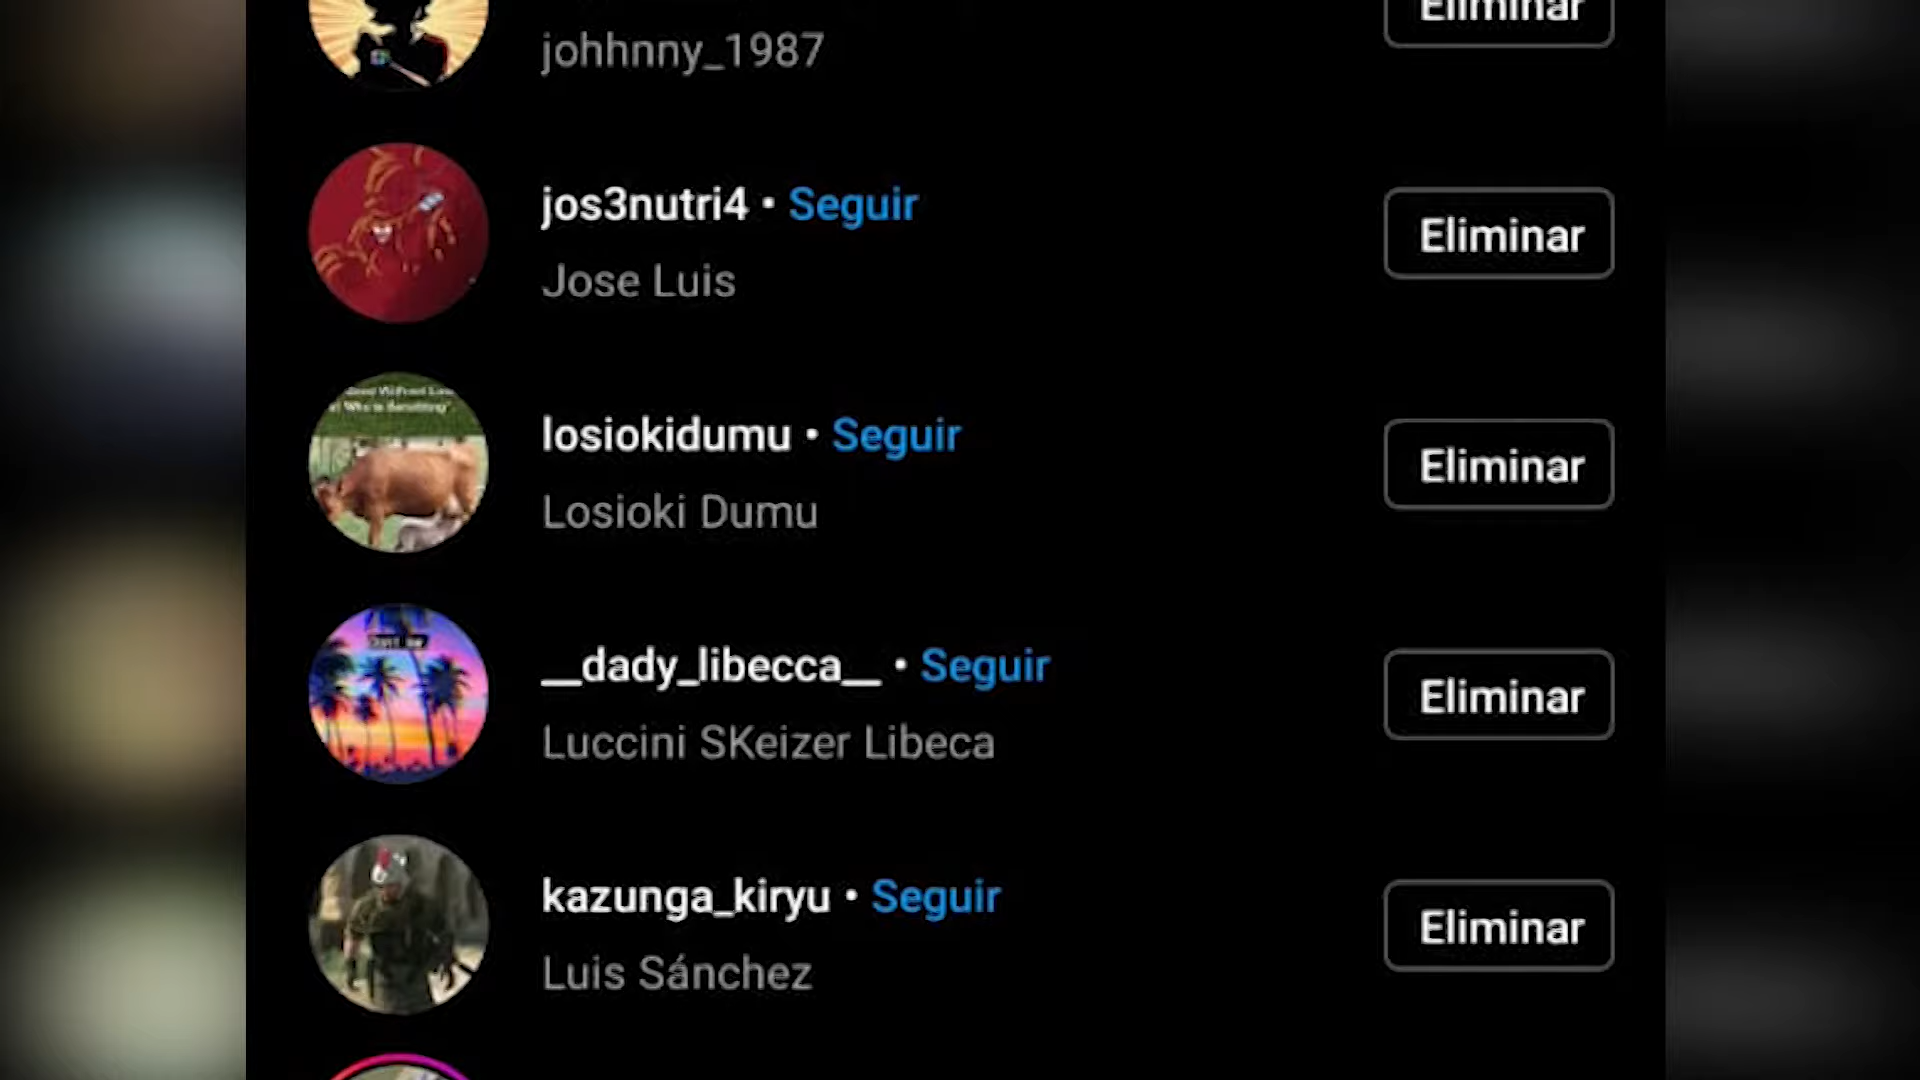 johhnny_1987
Eliminar
jos3nutri4 • Seguir
Jose Luis
Eliminar
losiokidumu • Seguir
Losioki Dumu
Eliminar
__dady_libecca__ • Seguir
Luccini SKeizer Libeca
Eliminar
kazunga_kiryu • Seguir
Luis Sánchez
Eliminar